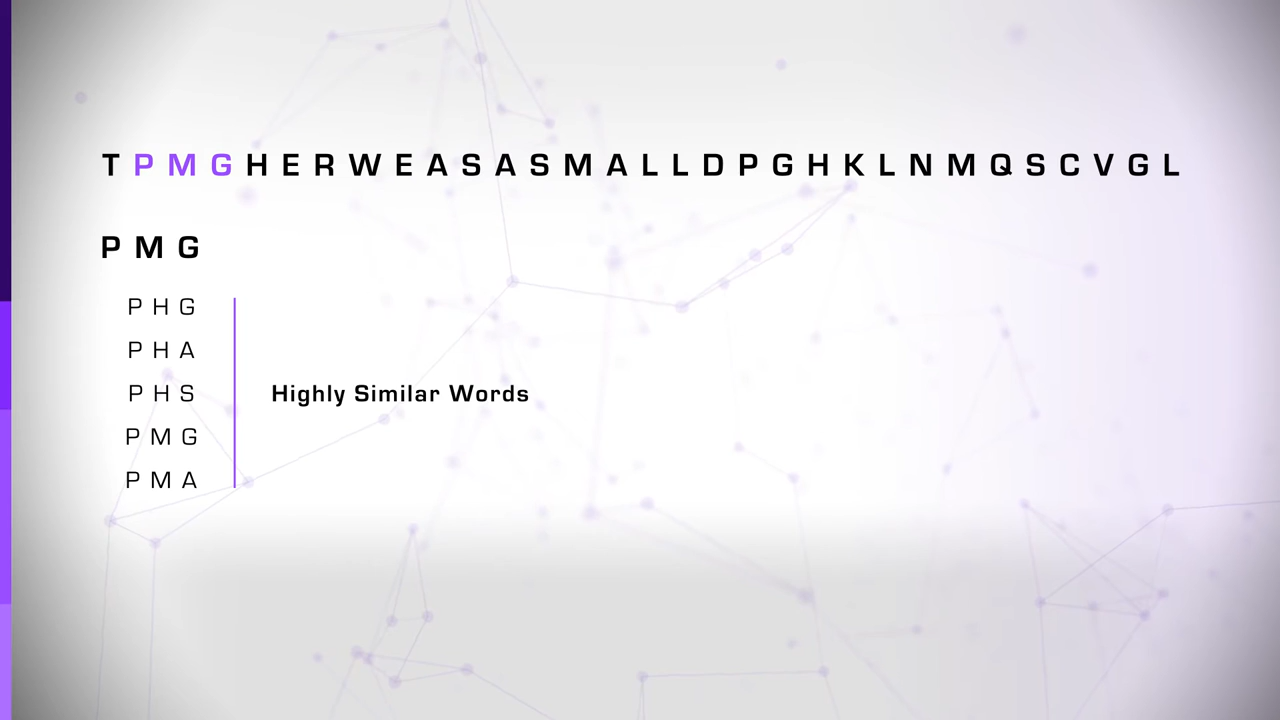 T P M G H E R W E A S A S M A L L D P G H K L N M Q S C V G L
P M G
P H G
P H A
P H S
P M G
P M A
Highly Similar Words